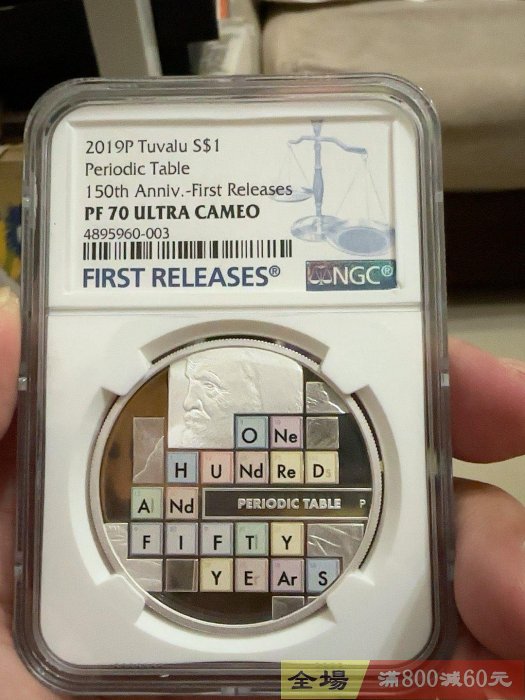 2019P Tuvalu S$1
Periodic Table
150th Anniv.-First Releases
PF 70 ULTRA CAMEO
4895960-003
FIRST RELEASES® NGC®
O Ne
H U Nd Re D
A Nd PERIODIC TABLE P
F I F T Y
Y E Ar S
全場 滿800減60元